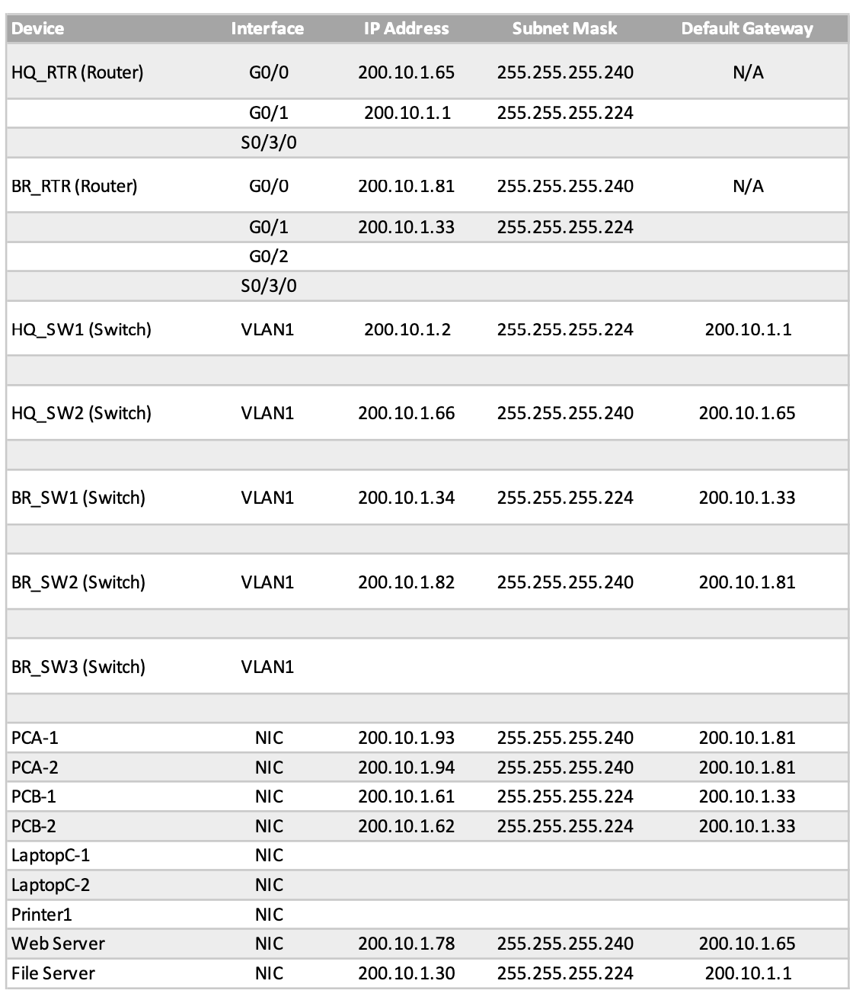 Device Interface IP Address Subnet Mask Default Gateway
HQ_RTR (Router) G0/0 200.10.1.65 255.255.255.240 N/A
G0/1 200.10.1.1 255.255.255.224
S0/3/0
BR_RTR (Router) G0/0 200.10.1.81 255.255.255.240 N/A
G0/1 200.10.1.33 255.255.255.224
G0/2
S0/3/0
HQ_SW1 (Switch) VLAN1 200.10.1.2 255.255.255.224 200.10.1.1
HQ_SW2 (Switch) VLAN1 200.10.1.66 255.255.255.240 200.10.1.65
BR_SW1 (Switch) VLAN1 200.10.1.34 255.255.255.224 200.10.1.33
BR_SW2 (Switch) VLAN1 200.10.1.82 255.255.255.240 200.10.1.81
BR_SW3 (Switch) VLAN1
PCA-1 NIC 200.10.1.93 255.255.255.240 200.10.1.81
PCA-2 NIC 200.10.1.94 255.255.255.240 200.10.1.81
PCB-1 NIC 200.10.1.61 255.255.255.224 200.10.1.33
PCB-2 NIC 200.10.1.62 255.255.255.224 200.10.1.33
LaptopC-1 NIC
LaptopC-2 NIC
Printer1 NIC
Web Server NIC 200.10.1.78 255.255.255.240 200.10.1.65
File Server NIC 200.10.1.30 255.255.255.224 200.10.1.1